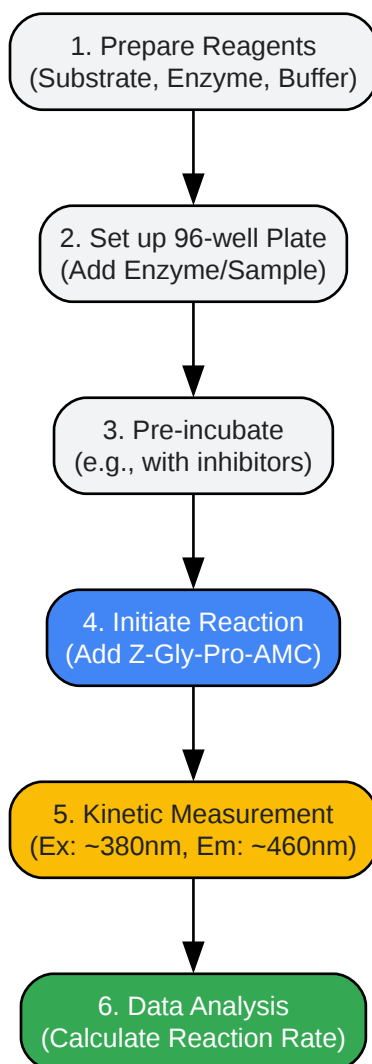 1. Prepare Reagents
(Substrate, Enzyme, Buffer)
2. Set up 96-well Plate
(Add Enzyme/Sample)
3. Pre-incubate
(e.g., with inhibitors)
4. Initiate Reaction
(Add Z-Gly-Pro-AMC)
5. Kinetic Measurement
(Ex: ~380nm, Em: ~460nm)
6. Data Analysis
(Calculate Reaction Rate)